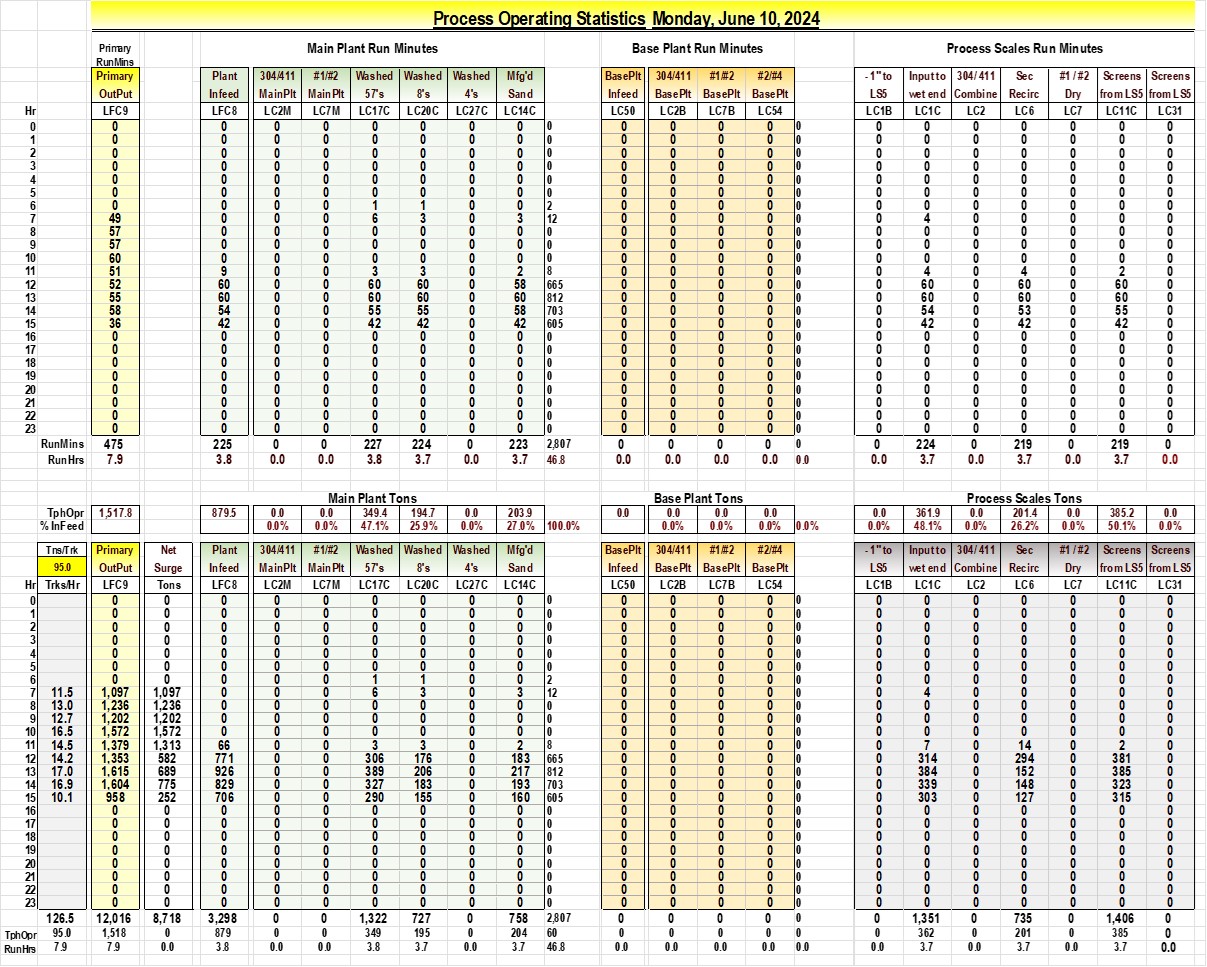 Process Operating Statistics Monday, June 10, 2024
Primary Main Plant Run Minutes Base Plant Run Minutes Process Scales Run Minutes
RunMins
Primary Plant 304/411 #1/#2 Washed Washed Washed Mfg'd BasePlt 304/411 #1/#2 #2/#4 - 1" to Input to 304/ 411 Sec #1 / #2 Screens Screens
OutPut Infeed MainPlt MainPlt 57's 8's 4's Sand Infeed BasePlt BasePlt BasePlt LS5 wet end Combine Recirc Dry from LS5 from LS5
Hr LFC9 LFC8 LC2M LC7M LC17C LC20C LC27C LC14C LC50 LC2B LC7B LC54 LC1B LC1C LC2 LC6 LC7 LC11C LC31
0 0 0 0 0 0 0 0 0 0 0 0 0 0 0 0 0 0 0 0 0 0
1 0 0 0 0 0 0 0 0 0 0 0 0 0 0 0 0 0 0 0 0 0
2 0 0 0 0 0 0 0 0 0 0 0 0 0 0 0 0 0 0 0 0 0
3 0 0 0 0 0 0 0 0 0 0 0 0 0 0 0 0 0 0 0 0 0
4 0 0 0 0 0 0 0 0 0 0 0 0 0 0 0 0 0 0 0 0 0
5 0 0 0 0 0 0 0 0 0 0 0 0 0 0 0 0 0 0 0 0 0
6 0 0 0 0 1 1 0 0 2 0 0 0 0 0 0 0 0 0 0 0 0
7 49 0 0 0 6 3 0 3 12 0 0 0 0 0 0 4 0 0 0 0 0
8 57 0 0 0 0 0 0 0 0 0 0 0 0 0 0 0 0 0 0 0 0
9 57 0 0 0 0 0 0 0 0 0 0 0 0 0 0 0 0 0 0 0 0
10 60 0 0 0 0 0 0 0 0 0 0 0 0 0 0 0 0 0 0 0 0
11 51 9 0 0 3 3 0 2 8 0 0 0 0 0 0 4 0 4 0 2 0
12 52 60 0 0 60 60 0 58 665 0 0 0 0 0 0 60 0 60 0 60 0
13 55 60 0 0 60 60 0 60 812 0 0 0 0 0 0 60 0 60 0 60 0
14 58 54 0 0 55 55 0 58 703 0 0 0 0 0 0 54 0 53 0 55 0
15 36 42 0 0 42 42 0 42 605 0 0 0 0 0 0 42 0 42 0 42 0
16 0 0 0 0 0 0 0 0 0 0 0 0 0 0 0 0 0 0 0 0 0
17 0 0 0 0 0 0 0 0 0 0 0 0 0 0 0 0 0 0 0 0 0
18 0 0 0 0 0 0 0 0 0 0 0 0 0 0 0 0 0 0 0 0 0
19 0 0 0 0 0 0 0 0 0 0 0 0 0 0 0 0 0 0 0 0 0
20 0 0 0 0 0 0 0 0 0 0 0 0 0 0 0 0 0 0 0 0 0
21 0 0 0 0 0 0 0 0 0 0 0 0 0 0 0 0 0 0 0 0 0
22 0 0 0 0 0 0 0 0 0 0 0 0 0 0 0 0 0 0 0 0 0
23 0 0 0 0 0 0 0 0 0 0 0 0 0 0 0 0 0 0 0 0 0
RunMins 475 225 0 0 227 224 0 223 2,807 0 0 0 0 0 0 224 0 219 0 219 0
RunHrs 7.9 3.8 0.0 0.0 3.8 3.7 0.0 3.7 46.8 0.0 0.0 0.0 0.0 0.0 0.0 3.7 0.0 3.7 0.0 3.7 0.0
Main Plant Tons Base Plant Tons Process Scales Tons
TphOpr 1,517.8 879.5 0.0 0.0 349.4 194.7 0.0 203.9 0.0 0.0 0.0 0.0 0.0 361.9 0.0 201.4 0.0 385.2 0.0
% InFeed 0.0% 0.0% 47.1% 25.9% 0.0% 27.0% 100.0% 0.0% 0.0% 0.0% 0.0% 0.0% 48.1% 0.0% 26.2% 0.0% 50.1% 0.0%
Tns/Trk Primary Net Plant 304/411 #1/#2 Washed Washed Washed Mfg'd BasePlt 304/411 #1/#2 #2/#4 - 1" to Input to 304/ 411 Sec #1 / #2 Screens Screens
95.0 OutPut Surge Infeed MainPlt MainPlt 57's 8's 4's Sand Infeed BasePlt BasePlt BasePlt LS5 wet end Combine Recirc Dry from LS5 from LS5
Hr Trks/Hr LFC9 Tons LFC8 LC2M LC7M LC17C LC20C LC27C LC14C LC50 LC2B LC7B LC54 LC1B LC1C LC2 LC6 LC7 LC11C LC31
0 0 0 0 0 0 0 0 0 0 0 0 0 0 0 0 0 0 0 0 0 0 0
1 0 0 0 0 0 0 0 0 0 0 0 0 0 0 0 0 0 0 0 0 0 0
2 0 0 0 0 0 0 0 0 0 0 0 0 0 0 0 0 0 0 0 0 0 0
3 0 0 0 0 0 0 0 0 0 0 0 0 0 0 0 0 0 0 0 0 0 0
4 0 0 0 0 0 0 0 0 0 0 0 0 0 0 0 0 0 0 0 0 0 0
5 0 0 0 0 0 0 0 0 0 0 0 0 0 0 0 0 0 0 0 0 0 0
6 0 0 0 0 0 1 1 0 0 2 0 0 0 0 0 0 0 0 0 0 0 0
7 11.5 1,097 1,097 0 0 0 6 3 0 3 12 0 0 0 0 0 0 4 0 0 0 0 0
8 13.0 1,236 1,236 0 0 0 0 0 0 0 0 0 0 0 0 0 0 0 0 0 0 0 0
9 12.7 1,202 1,202 0 0 0 0 0 0 0 0 0 0 0 0 0 0 0 0 0 0 0 0
10 16.5 1,572 1,572 0 0 0 0 0 0 0 0 0 0 0 0 0 0 0 0 0 0 0 0
11 14.5 1,379 1,313 66 0 0 3 3 0 2 8 0 0 0 0 0 0 7 0 14 0 2 0
12 14.2 1,353 582 771 0 0 306 176 0 183 665 0 0 0 0 0 0 314 0 294 0 381 0
13 17.0 1,615 689 926 0 0 389 206 0 217 812 0 0 0 0 0 0 384 0 152 0 385 0
14 16.9 1,604 775 829 0 0 327 183 0 193 703 0 0 0 0 0 0 339 0 148 0 323 0
15 10.1 958 252 706 0 0 290 155 0 160 605 0 0 0 0 0 0 303 0 127 0 315 0
16 0 0 0 0 0 0 0 0 0 0 0 0 0 0 0 0 0 0 0 0 0 0
17 0 0 0 0 0 0 0 0 0 0 0 0 0 0 0 0 0 0 0 0 0 0
18 0 0 0 0 0 0 0 0 0 0 0 0 0 0 0 0 0 0 0 0 0 0
19 0 0 0 0 0 0 0 0 0 0 0 0 0 0 0 0 0 0 0 0 0 0
20 0 0 0 0 0 0 0 0 0 0 0 0 0 0 0 0 0 0 0 0 0 0
21 0 0 0 0 0 0 0 0 0 0 0 0 0 0 0 0 0 0 0 0 0 0
22 0 0 0 0 0 0 0 0 0 0 0 0 0 0 0 0 0 0 0 0 0 0
23 0 0 0 0 0 0 0 0 0 0 0 0 0 0 0 0 0 0 0 0 0 0
126.5 12,016 8,718 3,298 0 0 1,322 727 0 758 2,807 0 0 0 0 0 0 1,351 0 735 0 1,406 0
TphOpr 95.0 1,518 0 879 0 0 349 195 0 204 60 0 0 0 0 0 0 362 0 201 0 385 0
RunHrs 7.9 7.9 0.0 3.8 0.0 0.0 3.8 3.7 0.0 3.7 46.8 0.0 0.0 0.0 0.0 0.0 0.0 3.7 0.0 3.7 0.0 3.7 0.0